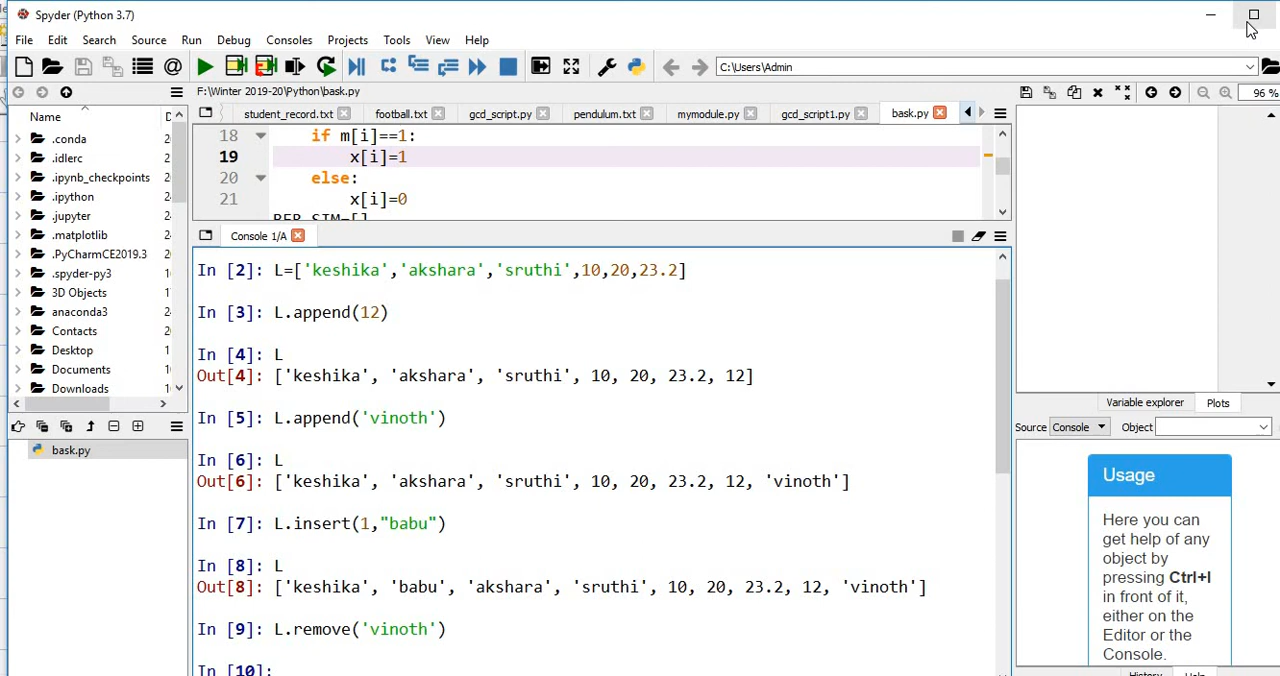 Spyder (Python 3.7)
File Edit Search Source Run Debug Consoles Projects Tools View Help
C:\Users\Admin
F:\Winter 2019-20\Python\bask.py
96 %
Name
student_record.txt football.txt gcd_script.py pendulum.txt mymodule.py gcd_script1.py bask.py
.conda
.idlerc
.ipynb_checkpoints
.ipython
.jupyter
.matplotlib
.PyCharmCE2019.3
.spyder-py3
3D Objects
anaconda3
Contacts
Desktop
Documents
Downloads
18 if m[i]==1:
19 x[i]=1
20 else:
21 x[i]=0
BER_SIM=[]
Console 1/A
In [2]: L=['keshika','akshara','sruthi',10,20,23.2]
In [3]: L.append(12)
In [4]: L
Out[4]: ['keshika', 'akshara', 'sruthi', 10, 20, 23.2, 12]
In [5]: L.append('vinoth')
In [6]: L
Out[6]: ['keshika', 'akshara', 'sruthi', 10, 20, 23.2, 12, 'vinoth']
In [7]: L.insert(1,"babu")
In [8]: L
Out[8]: ['keshika', 'babu', 'akshara', 'sruthi', 10, 20, 23.2, 12, 'vinoth']
In [9]: L.remove('vinoth')
In [10]:
bask.py
Variable explorer Plots
Source Console Object
Usage
Here you can
get help of any
object by
pressing Ctrl+I
in front of it,
either on the
Editor or the
Console.
History Help